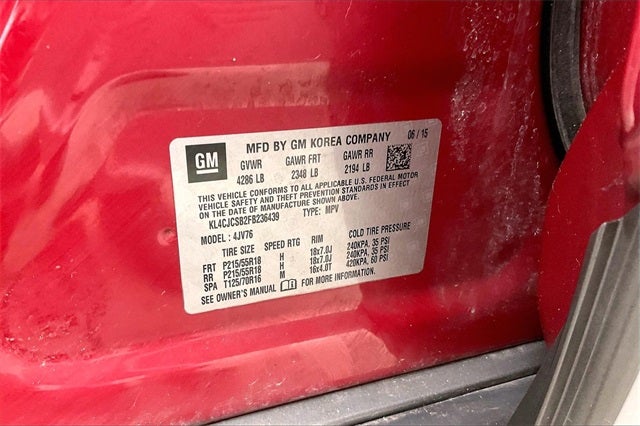 GM
MFD BY GM KOREA COMPANY 06/15
GVWR GAWR FRT GAWR RR
4286 LB 2348 LB 2194 LB
THIS VEHICLE CONFORMS TO ALL APPLICABLE U.S. FEDERAL MOTOR
VEHICLE SAFETY AND THEFT PREVENTION STANDARDS IN EFFECT
ON THE DATE OF MANUFACTURE SHOWN ABOVE.
KL4CJCSB2FB236439 TYPE: MPV
MODEL: 4JV76
TIRE SIZE SPEED RTG RIM COLD TIRE PRESSURE
FRT P215/55R18 H 18x7.0J 240KPA, 35 PSI
RR P215/55R18 H 18x7.0J 240KPA, 35 PSI
SPA T125/70R16 M 16x4.0T 420KPA, 60 PSI
SEE OWNER'S MANUAL FOR MORE INFORMATION.